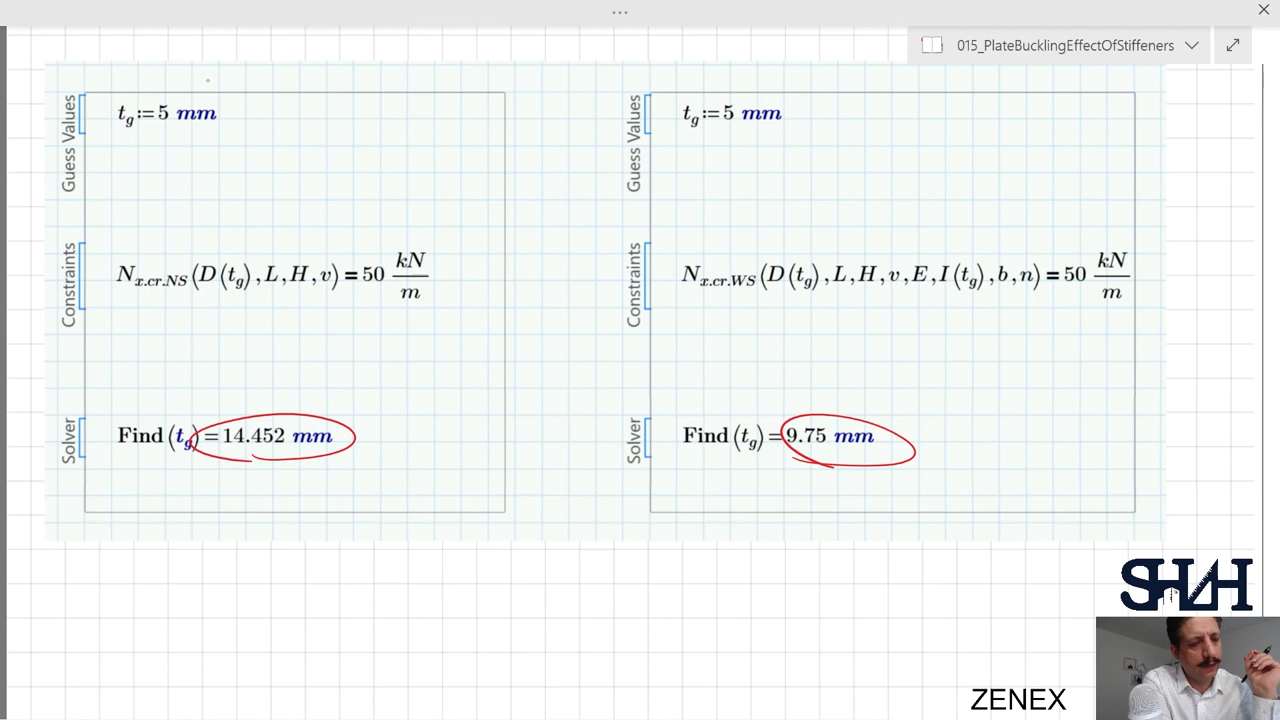 ...
015_PlateBucklingEffectOfStiffeners
Guess Values
t_g:=5 mm
Constraints
N_x.cr.NS(D(t_g),L,H,v)=50 kN/m
Solver
Find(t_g)=14.452 mm
Guess Values
t_g:=5 mm
Constraints
N_x.cr.WS(D(t_g),L,H,v,E,I(t_g),b,n)=50 kN/m
Solver
Find(t_g)=9.75 mm
ZENEX